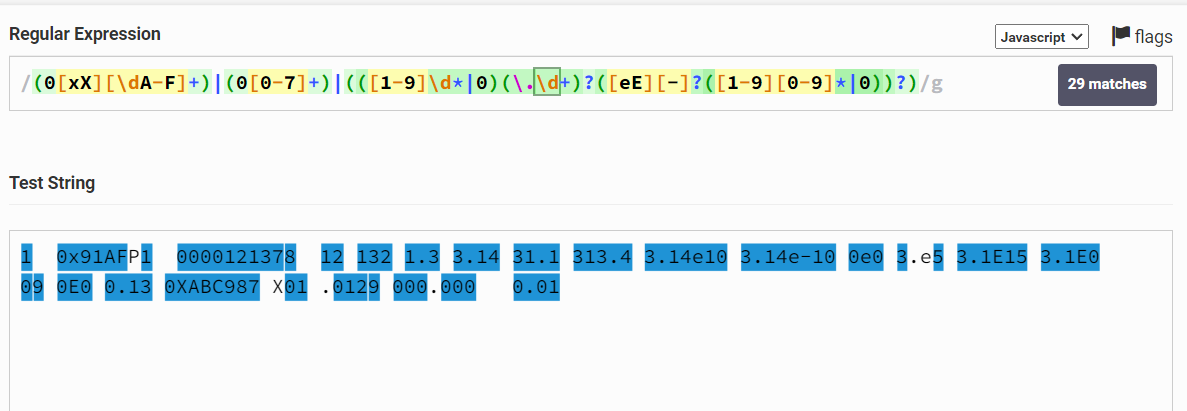 Regular Expression
Javascript flags
/(0[xX][\dA-F]+)|(0[0-7]+)|(([1-9]\d*|0)(\.\d+)?([eE][-]?([1-9][0-9]*|0))?)/g
29 matches
Test String
1  0x91AFP1  0000121378  12 132 1.3 3.14 31.1 313.4 3.14e10 3.14e-10 0e0 3.e5 3.1E15 3.1E0
09 0E0 0.13 0XABC987 X01 .0129 000.000   0.01